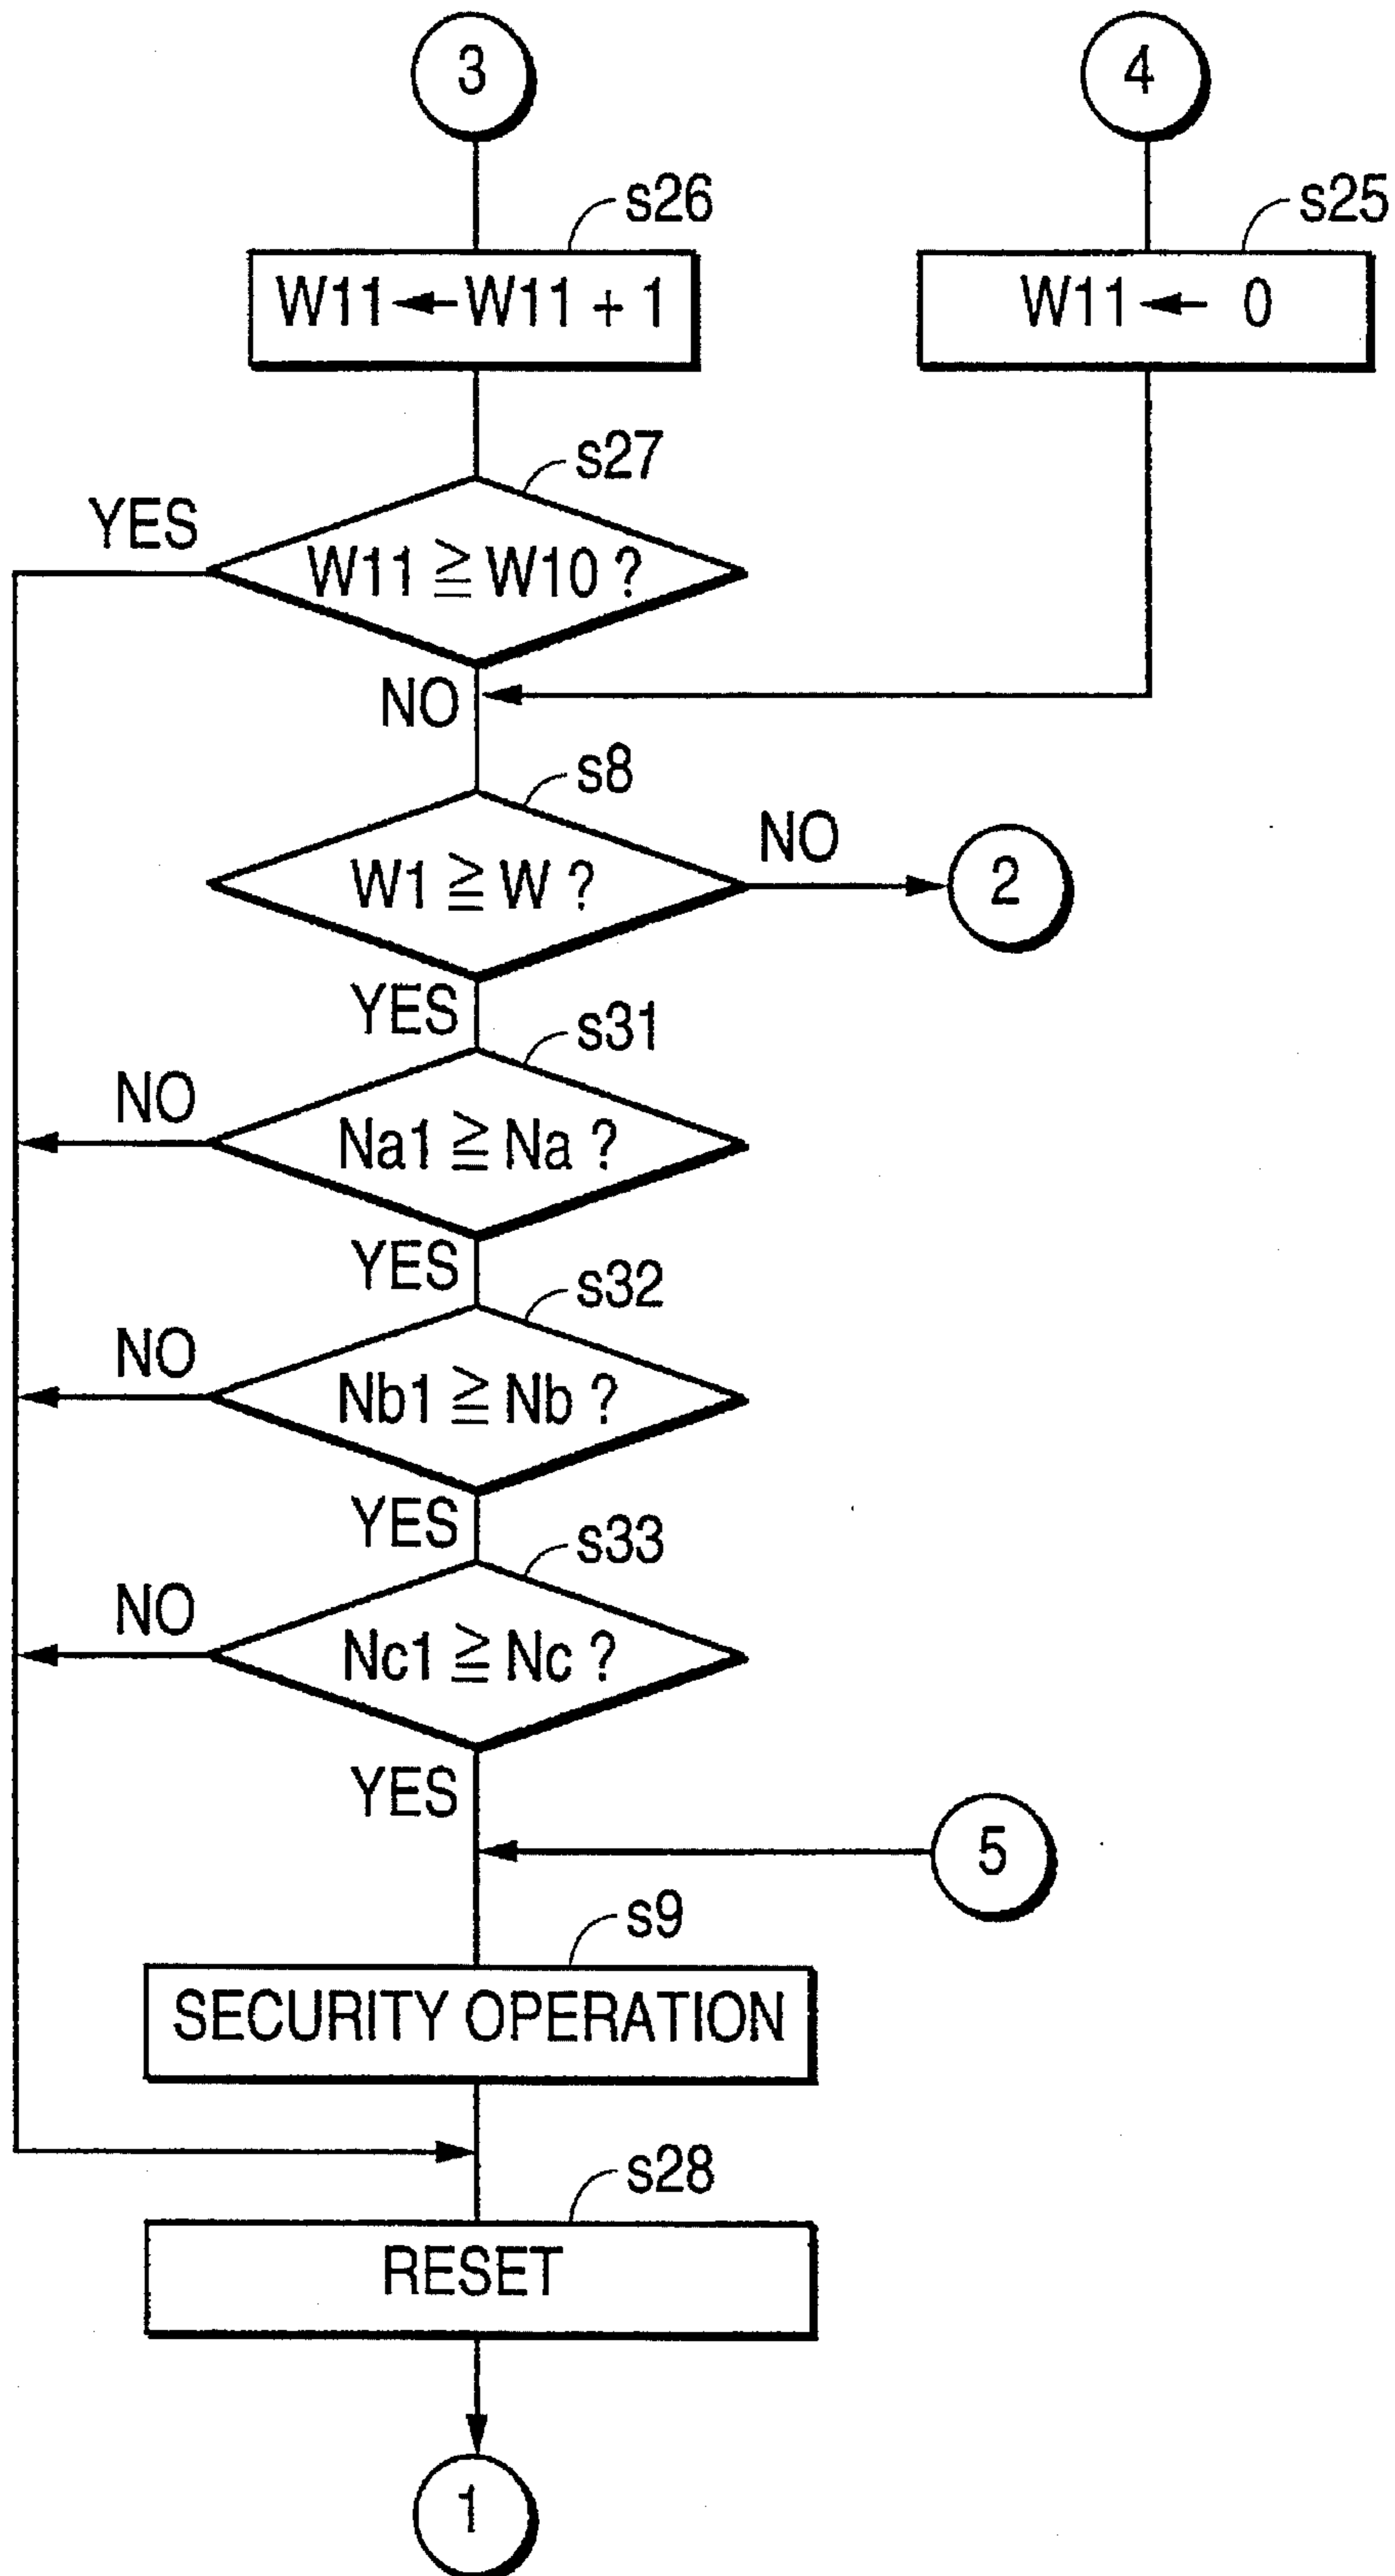 3
4
s26
s25
W11 ← W11 + 1
W11 ← 0
s27
YES
W11 ≧ W10 ?
NO
s8
W1 ≧ W ?
NO
2
YES
s31
NO
Na1 ≧ Na ?
YES
s32
NO
Nb1 ≧ Nb ?
YES
s33
NO
Nc1 ≧ Nc ?
YES
5
s9
SECURITY OPERATION
s28
RESET
1